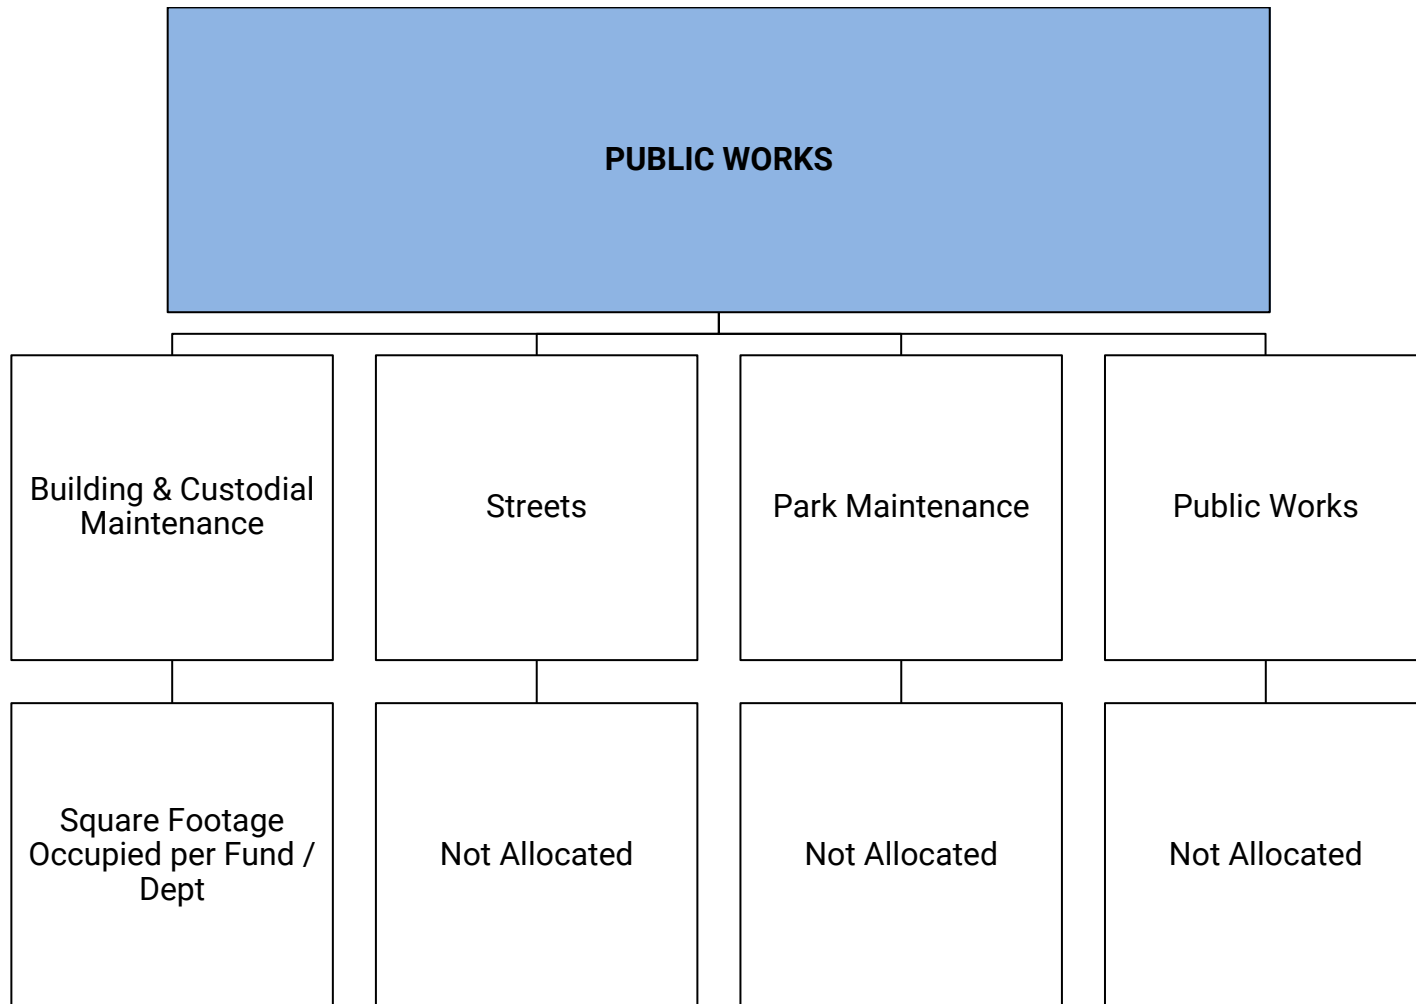 PUBLIC WORKS
Building & Custodial
Maintenance
Streets
Park Maintenance
Public Works
Square Footage
Occupied per Fund /
Dept
Not Allocated
Not Allocated
Not Allocated